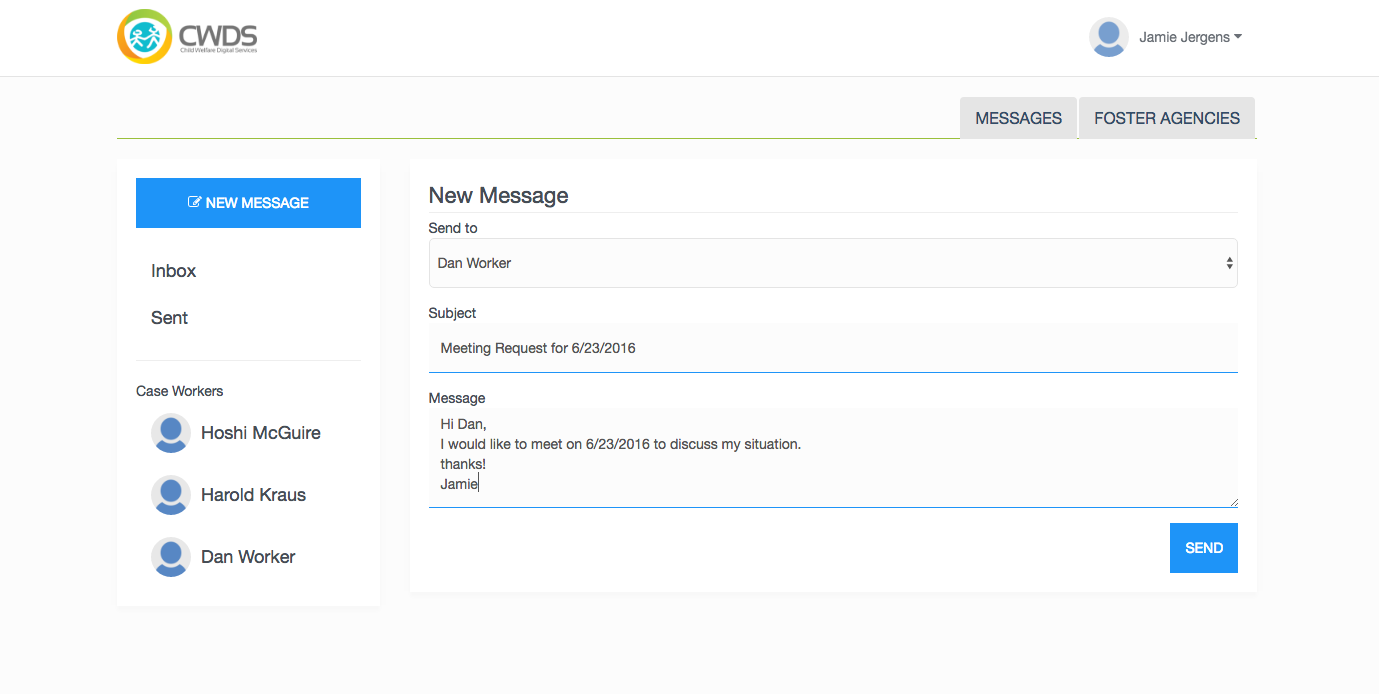 CWDS
Child Welfare Digital Services
Jamie Jergens
MESSAGES
FOSTER AGENCIES
NEW MESSAGE
Inbox
Sent
Case Workers
Hoshi McGuire
Harold Kraus
Dan Worker
New Message
Send to
Dan Worker
Subject
Meeting Request for 6/23/2016
Message
Hi Dan,
I would like to meet on 6/23/2016 to discuss my situation.
thanks!
Jamie
SEND